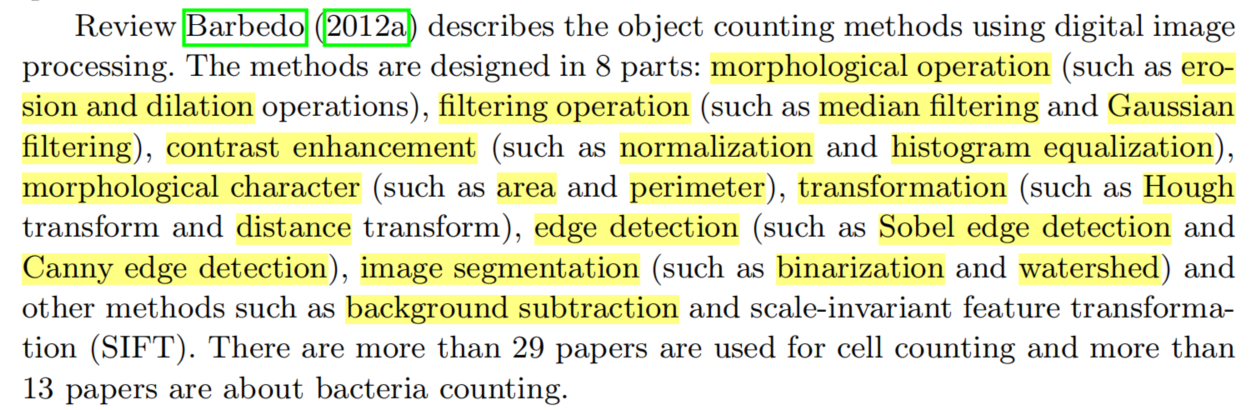 Review Barbedo (2012a) describes the object counting methods using digital image
processing. The methods are designed in 8 parts: morphological operation (such as ero-
sion and dilation operations), filtering operation (such as median filtering and Gaussian
filtering), contrast enhancement (such as normalization and histogram equalization),
morphological character (such as area and perimeter), transformation (such as Hough
transform and distance transform), edge detection (such as Sobel edge detection and
Canny edge detection), image segmentation (such as binarization and watershed) and
other methods such as background subtraction and scale-invariant feature transforma-
tion (SIFT). There are more than 29 papers are used for cell counting and more than
13 papers are about bacteria counting.